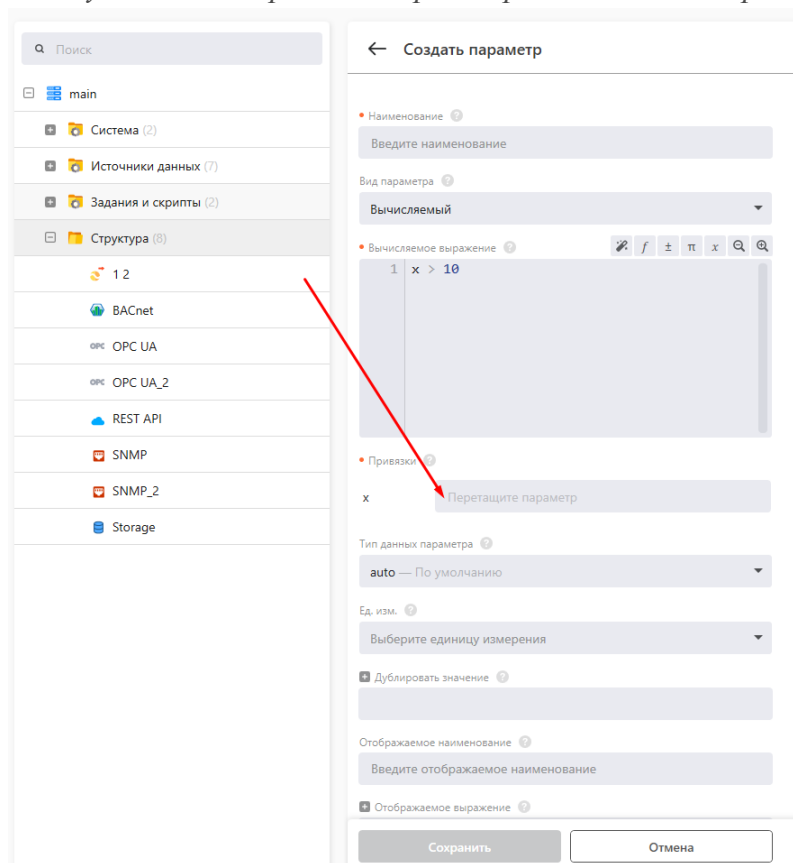 Поиск
main
Система (2)
Источники данных (7)
Задания и скрипты (2)
Структура (8)
1 2
BACnet
OPC UA
OPC UA_2
REST API
SNMP
SNMP_2
Storage
Создать параметр
Наименование
Введите наименование
Вид параметра
Вычисляемый
Вычисляемое выражение f ± π x
1 x > 10
Привязки
x Перетащите параметр
Тип данных параметра
auto — По умолчанию
Ед. изм.
Выберите единицу измерения
Дублировать значение
Отображаемое наименование
Введите отображаемое наименование
Отображаемое выражение
Сохранить Отмена